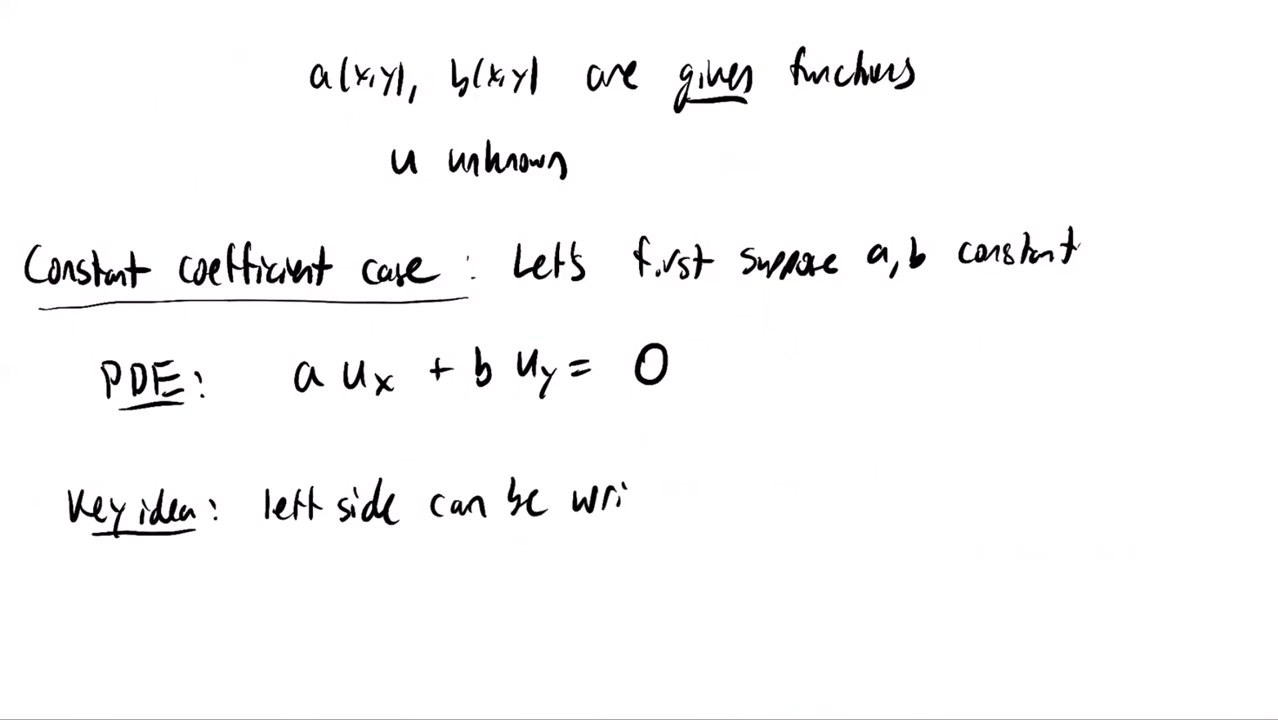 a(x,y), b(x,y) are given functions
u unknown
Constant coefficient case : Let's first suppose a, b constant
PDE: a u_x + b u_y = 0
Key idea: left side can be wri